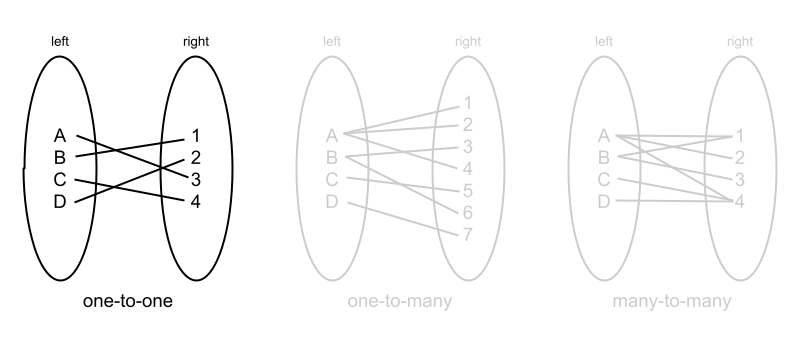 left right
A 1
B 2
C 3
D 4
one-to-one
left right
1
A 2
B 3
4
C 5
D 6
7
one-to-many
left right
A 1
B 2
C 3
D 4
many-to-many